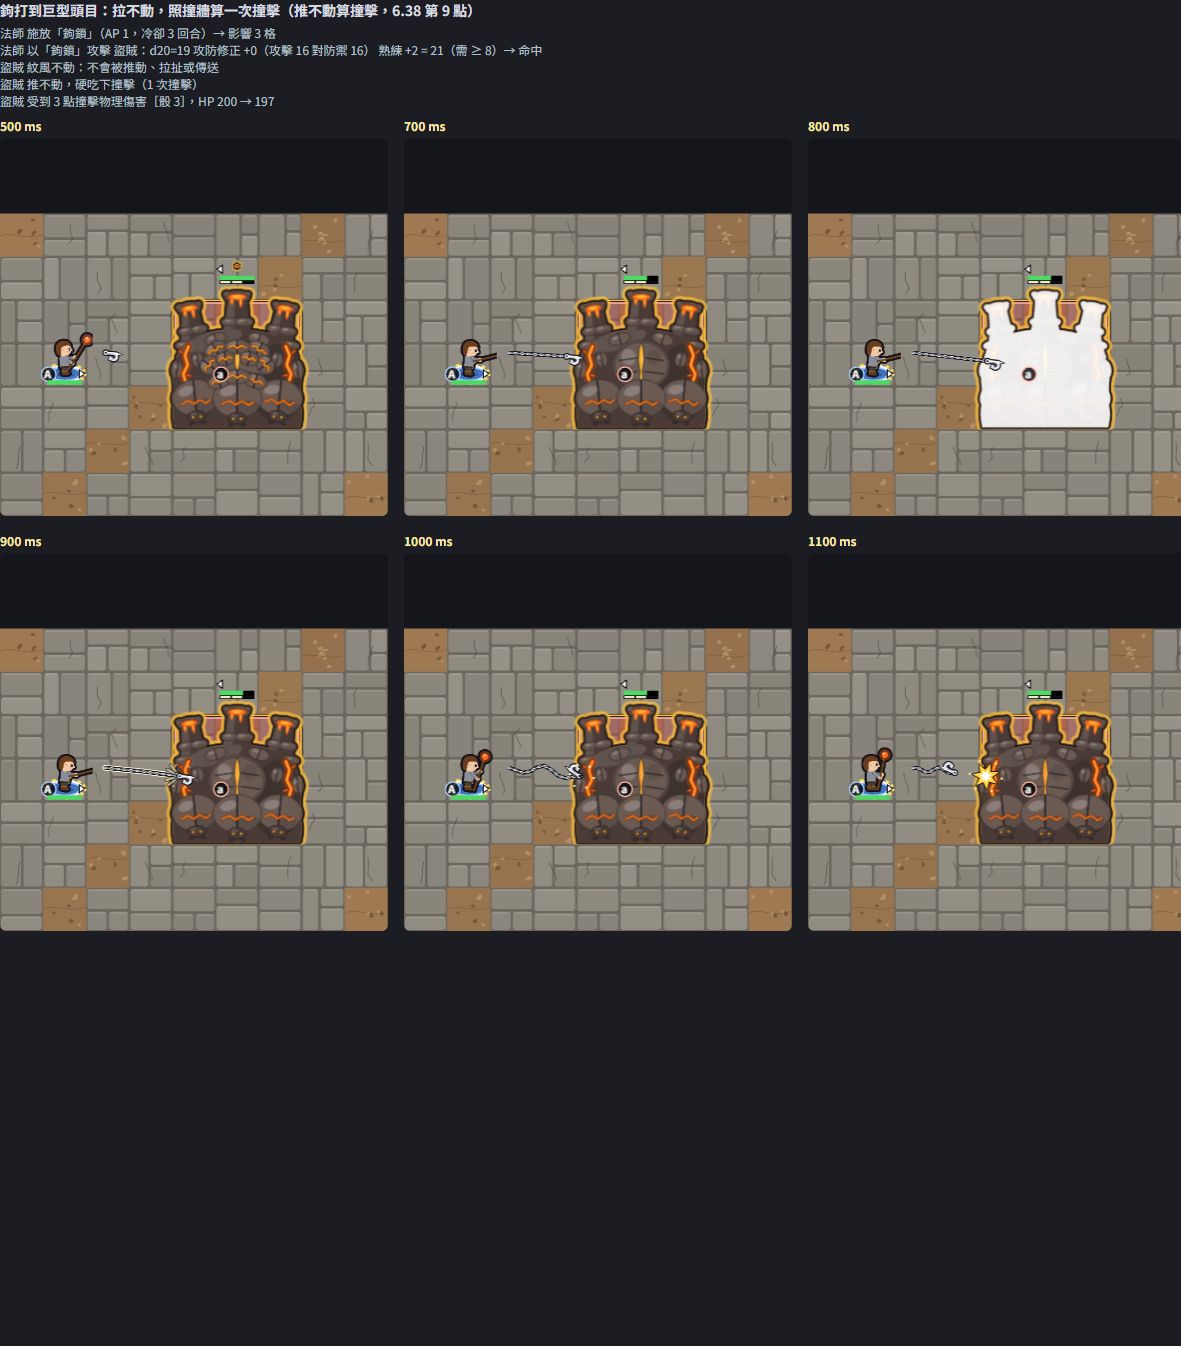 鉤打到巨型頭目：拉不動，照撞牆算一次撞擊（推不動算撞擊，6.38 第 9 點）
法師 施放「鉤鎖」（AP 1，冷卻 3 回合）→ 影響 3 格
法師 以「鉤鎖」攻擊 盜賊：d20=19 攻防修正 +0（攻擊 16 對防禦 16） 熟練 +2 = 21（需 ≥ 8）→ 命中
盜賊 紋風不動：不會被推動、拉扯或傳送
盜賊 推不動，硬吃下撞擊（1 次撞擊）
盜賊 受到 3 點撞擊物理傷害［骰 3］，HP 200 → 197
500 ms
700 ms
800 ms
A
a
A
a
A
a
900 ms
1000 ms
1100 ms
A
a
A
a
A
a